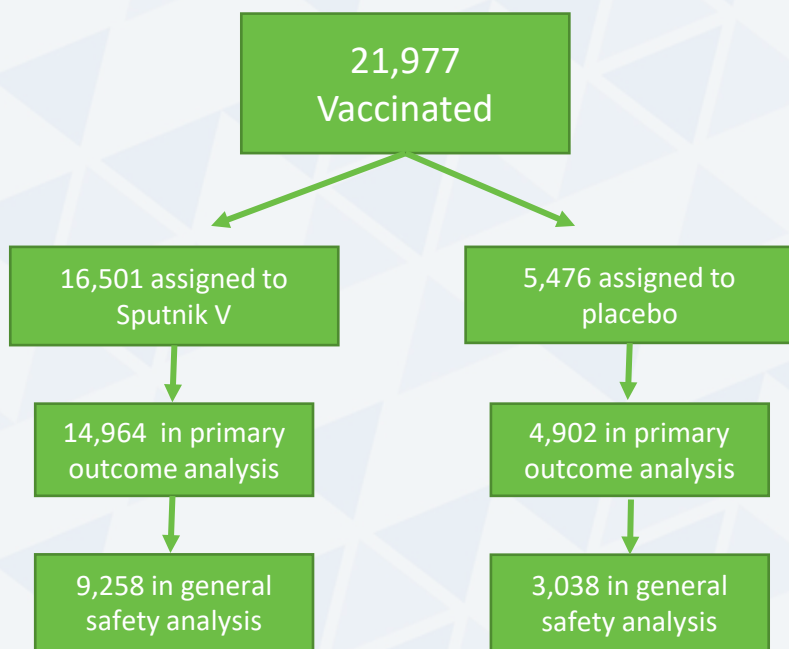 21,977
Vaccinated
16,501 assigned to
Sputnik V
5,476 assigned to
placebo
14,964 in primary
outcome analysis
4,902 in primary
outcome analysis
9,258 in general
safety analysis
3,038 in general
safety analysis